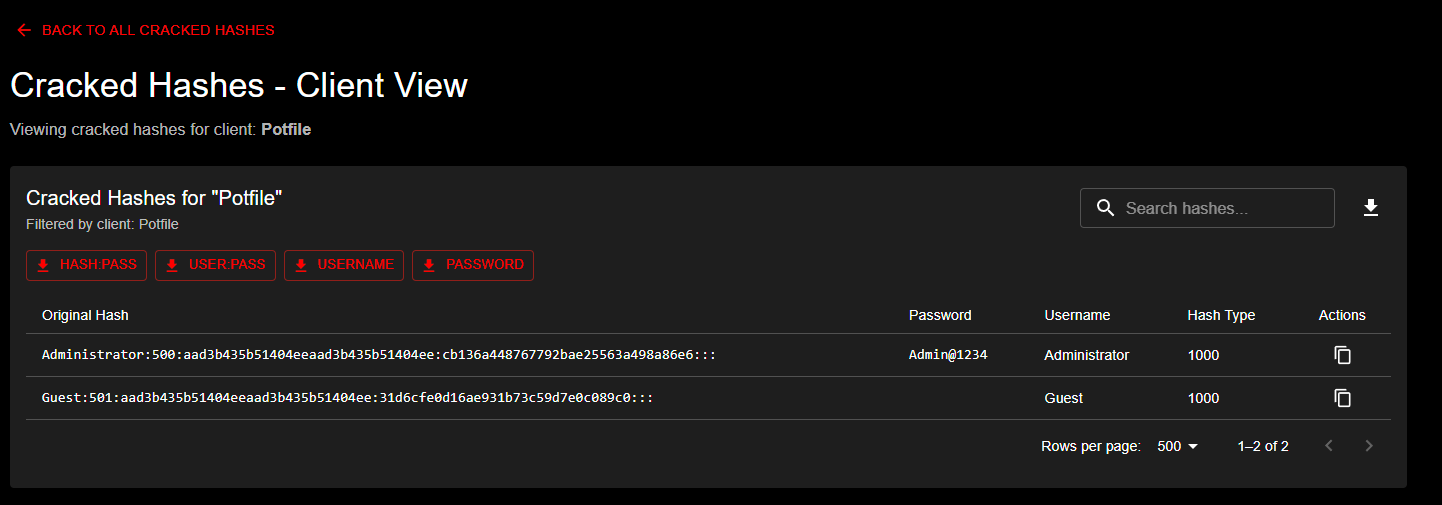 BACK TO ALL CRACKED HASHES
Cracked Hashes - Client View
Viewing cracked hashes for client: Potfile
Cracked Hashes for "Potfile"
Filtered by client: Potfile
Search hashes...
HASH:PASS USER:PASS USERNAME PASSWORD
Original Hash Password Username Hash Type Actions
Administrator:500:aad3b435b51404eeaad3b435b51404ee:cb136a448767792bae25563a498a86e6::: Admin@1234 Administrator 1000
Guest:501:aad3b435b51404eeaad3b435b51404ee:31d6cfe0d16ae931b73c59d7e0c089c0::: Guest 1000
Rows per page: 500 1–2 of 2